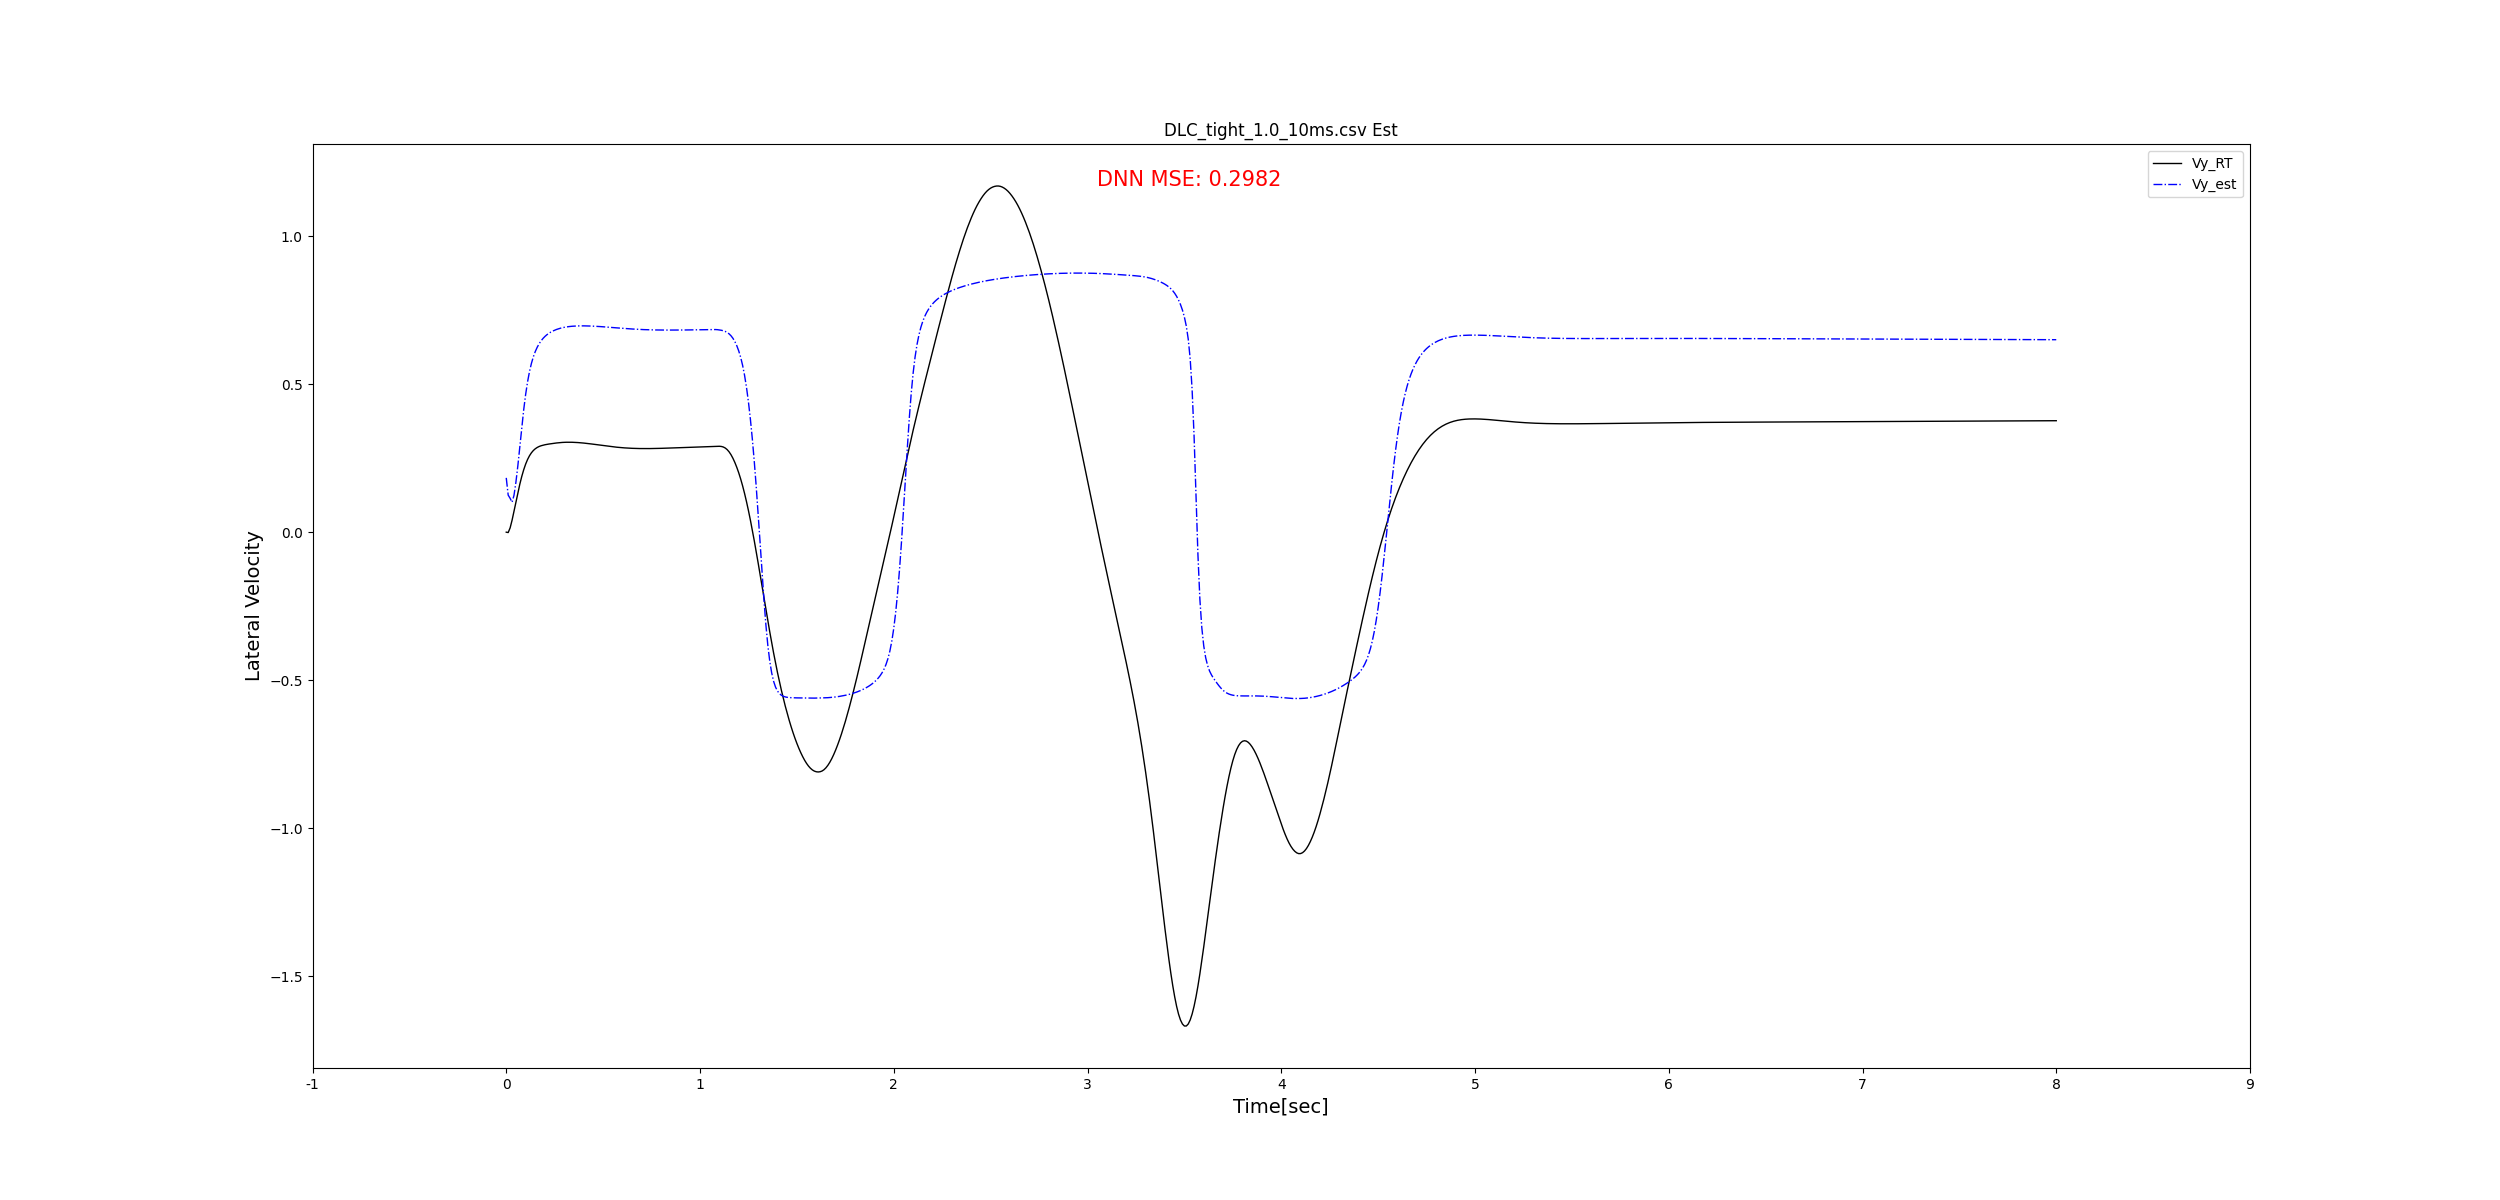 DLC_tight_1.0_10ms.csv Est
DNN MSE: 0.2982
Vy_RT
Vy_est
Lateral Velocity
1.0
0.5
0.0
−0.5
−1.0
−1.5
-1 0 1 2 3 4 5 6 7 8 9
Time[sec]